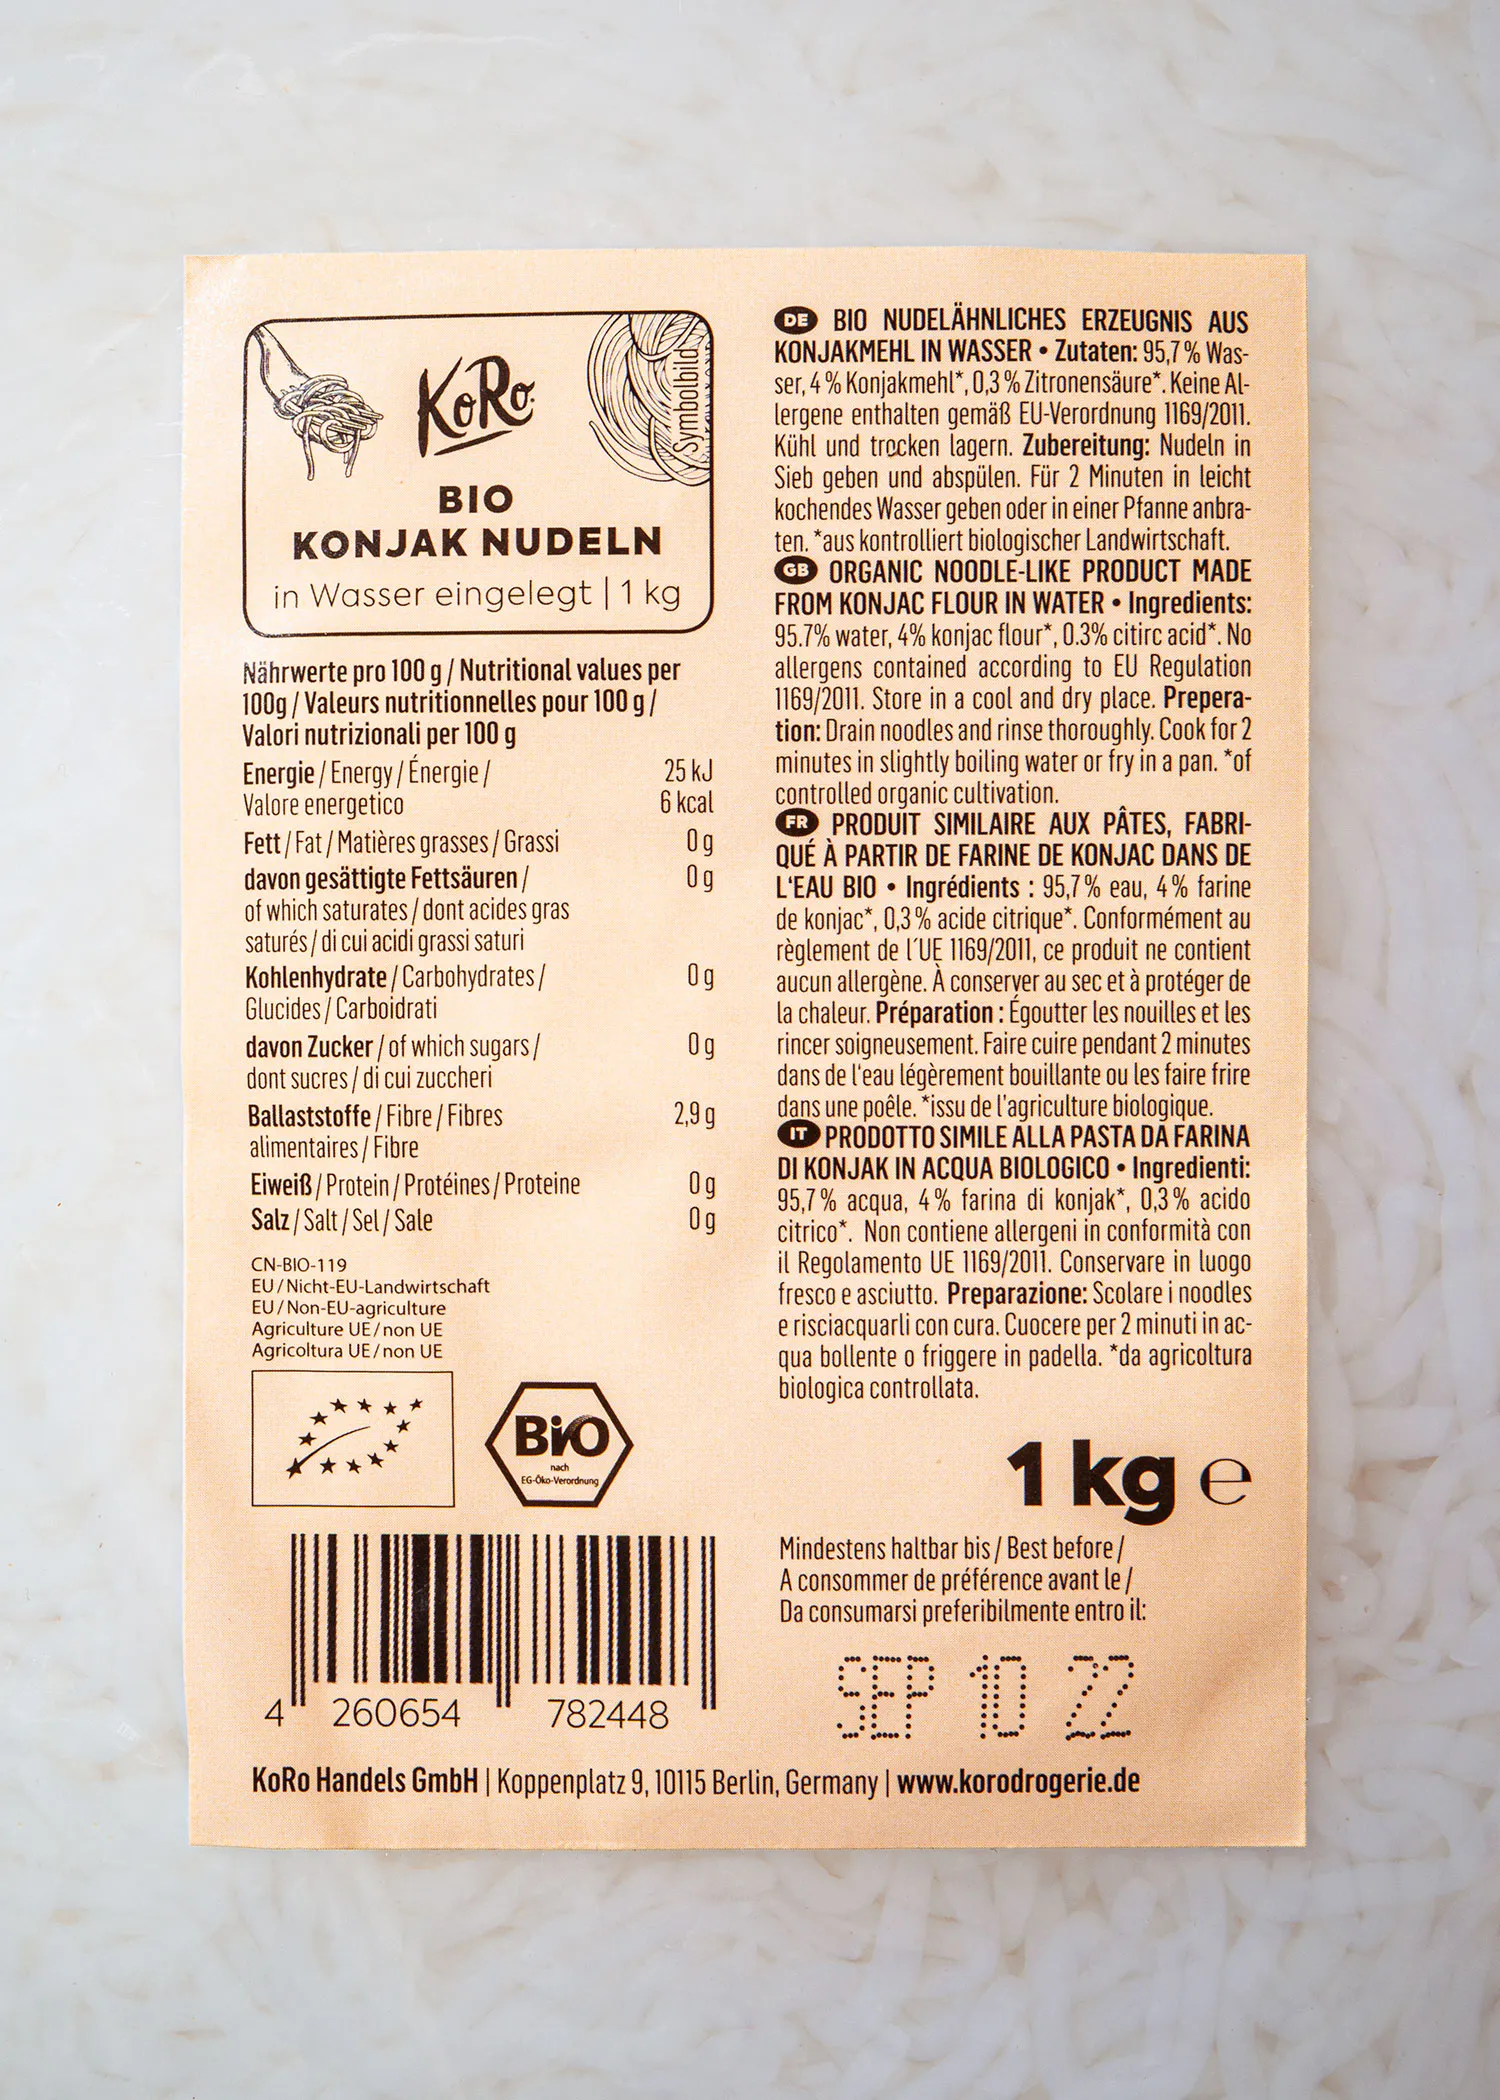 KoRo
Symbolbild
BIO
KONJAK NUDELN
in Wasser eingelegt | 1 kg
Nährwerte pro 100 g / Nutritional values per
100g / Valeurs nutritionnelles pour 100 g /
Valori nutrizionali per 100 g
Energie / Energy / Énergie / 25 kJ
Valore energetico 6 kcal
Fett / Fat / Matières grasses / Grassi 0 g
davon gesättigte Fettsäuren / 0 g
of which saturates / dont acides gras
saturés / di cui acidi grassi saturi
Kohlenhydrate / Carbohydrates / 0 g
Glucides / Carboidrati
davon Zucker / of which sugars / 0 g
dont sucres / di cui zuccheri
Ballaststoffe / Fibre / Fibres 2,9 g
alimentaires / Fibre
Eiweiß / Protein / Protéines / Proteine 0 g
Salz / Salt / Sel / Sale 0 g
CN-BIO-119
EU / Nicht-EU-Landwirtschaft
EU / Non-EU-agriculture
Agriculture UE / non UE
Agricoltura UE / non UE
BiO
nach
EG-Öko-Verordnung
4 260654 782448
DE BIO NUDELÄHNLICHES ERZEUGNIS AUS
KONJAKMEHL IN WASSER • Zutaten: 95,7 % Was-
ser, 4 % Konjakmehl*, 0,3 % Zitronensäure*. Keine Al-
lergene enthalten gemäß EU-Verordnung 1169/2011.
Kühl und trocken lagern. Zubereitung: Nudeln in
Sieb geben und abspülen. Für 2 Minuten in leicht
kochendes Wasser geben oder in einer Pfanne anbra-
ten. *aus kontrolliert biologischer Landwirtschaft.
GB ORGANIC NOODLE-LIKE PRODUCT MADE
FROM KONJAC FLOUR IN WATER • Ingredients:
95.7% water, 4% konjac flour*, 0.3% citirc acid*. No
allergens contained according to EU Regulation
1169/2011. Store in a cool and dry place. Prepera-
tion: Drain noodles and rinse thoroughly. Cook for 2
minutes in slightly boiling water or fry in a pan. *of
controlled organic cultivation.
FR PRODUIT SIMILAIRE AUX PÂTES, FABRI-
QUÉ À PARTIR DE FARINE DE KONJAC DANS DE
L'EAU BIO • Ingrédients : 95,7 % eau, 4 % farine
de konjac*, 0,3 % acide citrique*. Conformément au
règlement de l´UE 1169/2011, ce produit ne contient
aucun allergène. À conserver au sec et à protéger de
la chaleur. Préparation : Égoutter les nouilles et les
rincer soigneusement. Faire cuire pendant 2 minutes
dans de l'eau légèrement bouillante ou les faire frire
dans une poêle. *issu de l'agriculture biologique.
IT PRODOTTO SIMILE ALLA PASTA DA FARINA
DI KONJAK IN ACQUA BIOLOGICO • Ingredienti:
95,7 % acqua, 4 % farina di konjak*, 0,3 % acido
citrico*. Non contiene allergeni in conformità con
il Regolamento UE 1169/2011. Conservare in luogo
fresco e asciutto. Preparazione: Scolare i noodles
e risciacquarli con cura. Cuocere per 2 minuti in ac-
qua bollente o friggere in padella. *da agricoltura
biologica controllata.
1 kg e
Mindestens haltbar bis / Best before /
A consommer de préférence avant le /
Da consumarsi preferibilmente entro il:
SEP 10 22
KoRo Handels GmbH | Koppenplatz 9, 10115 Berlin, Germany | www.korodrogerie.de